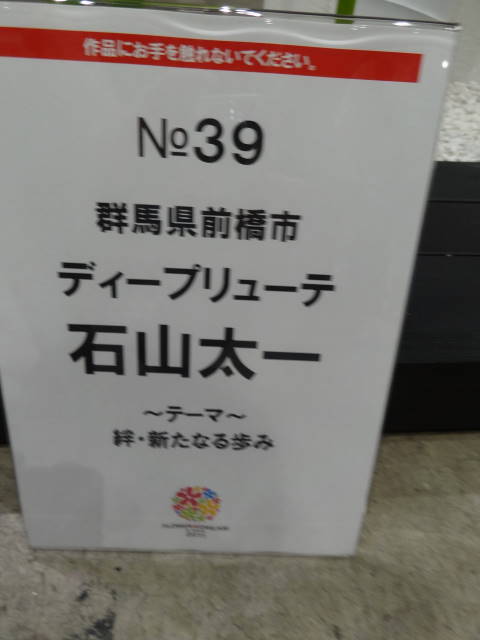 作品にお手を触れないでください。
№39
群馬県前橋市
ディーブリューテ
石山太一
～テーマ～
絆・新たなる歩み